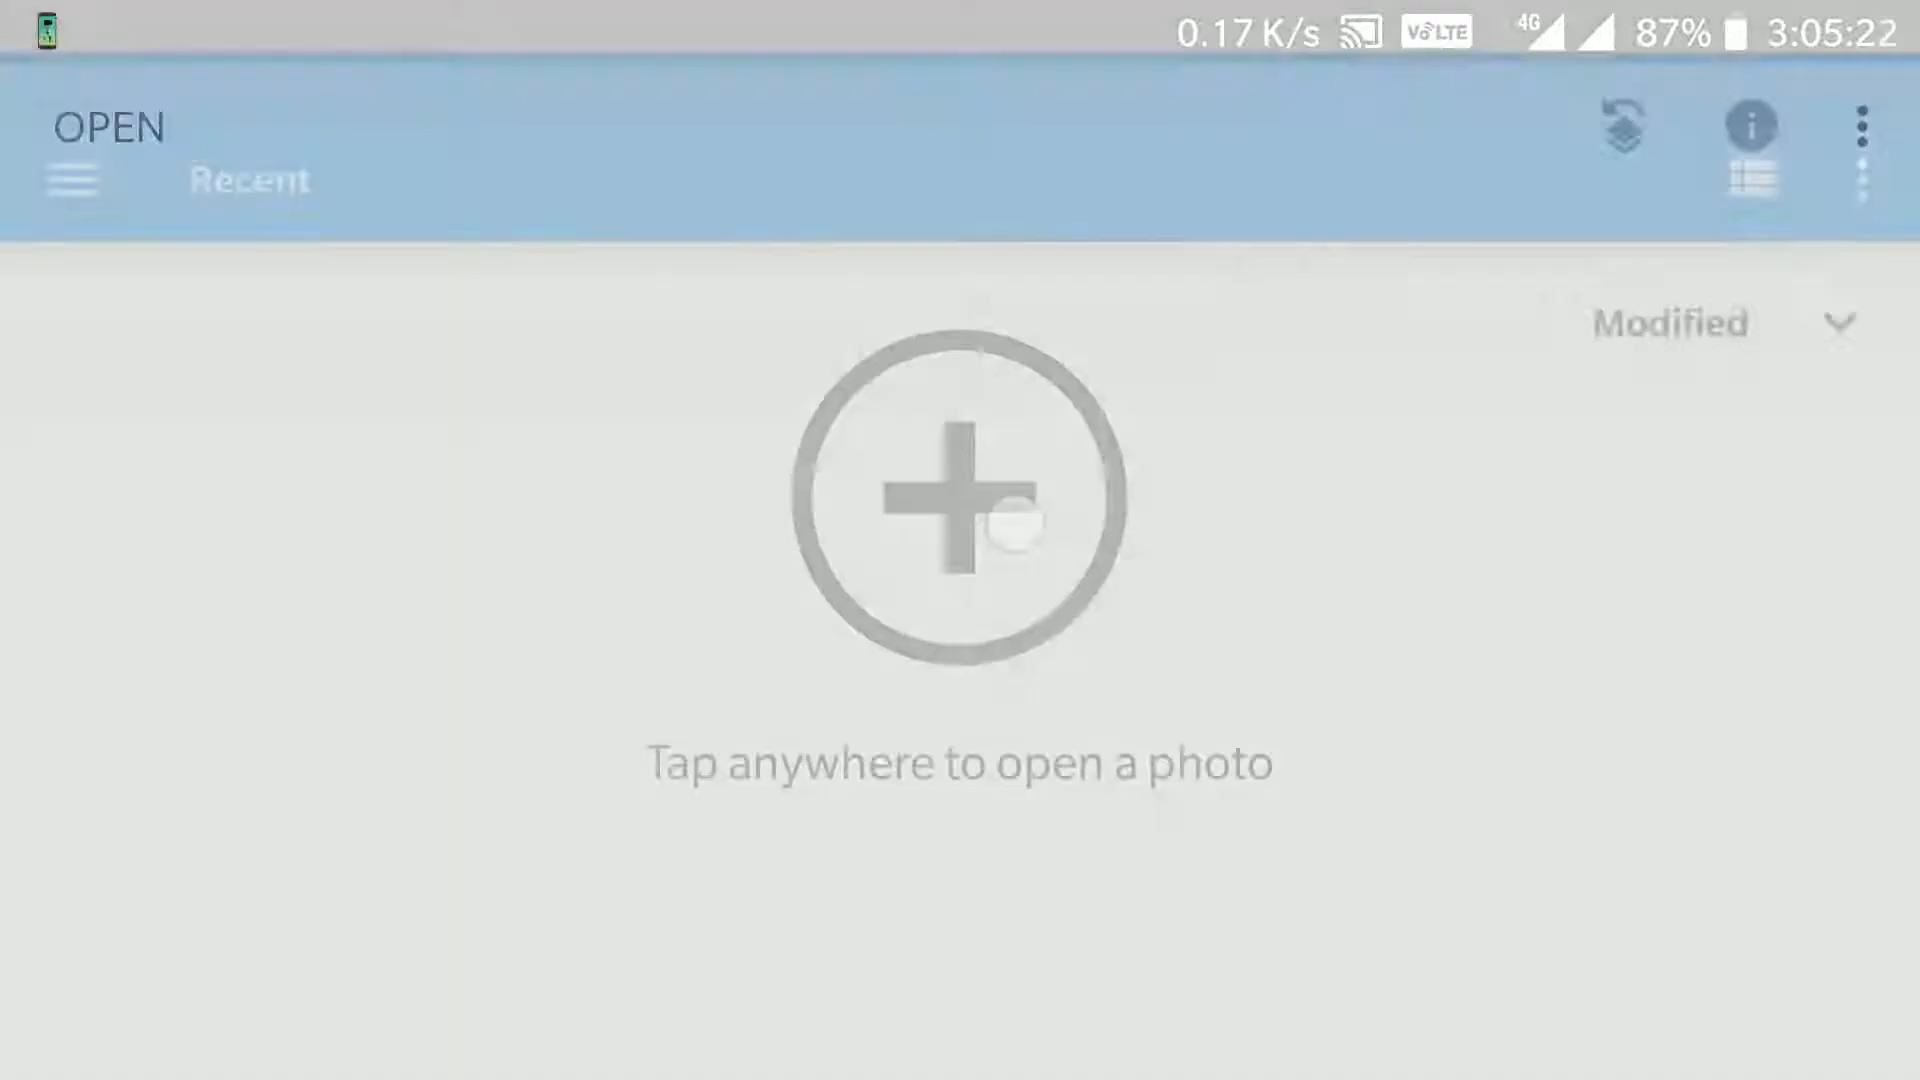 0.17 K/s VoLTE 4G 87% 3:05:22
OPEN
Recent
Modified
Tap anywhere to open a photo